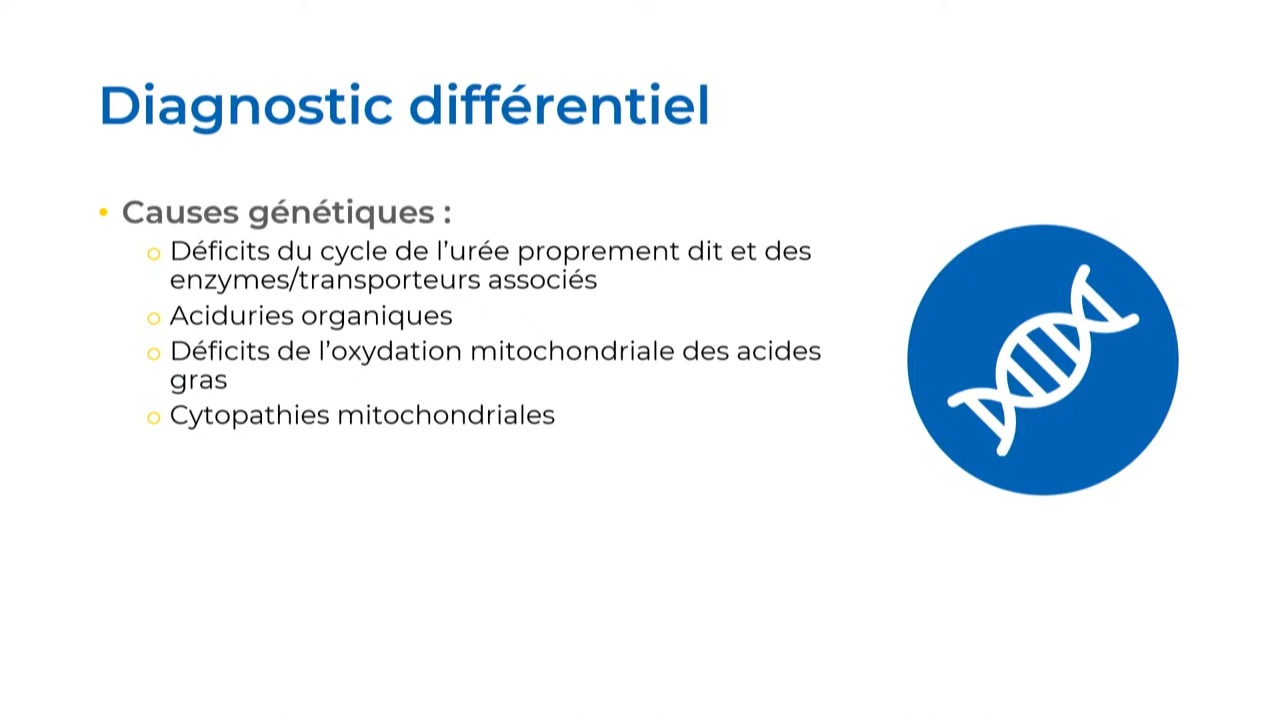 Diagnostic différentiel
• Causes génétiques :
o Déficits du cycle de l’urée proprement dit et des
enzymes/transporteurs associés
o Aciduries organiques
o Déficits de l’oxydation mitochondriale des acides
gras
o Cytopathies mitochondriales